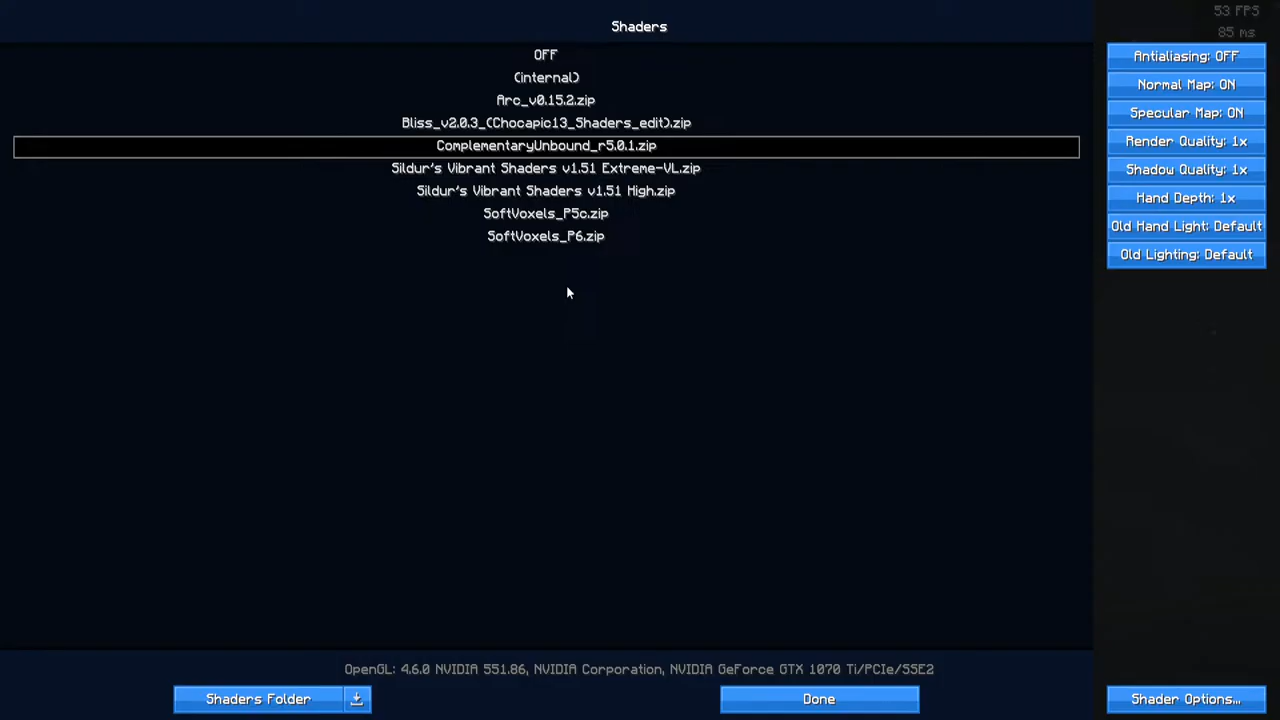 53 FPS
Shaders
85 ms
OFF
Antialiasing: OFF
(internal)
Normal Map: ON
Arc_v0.15.2.zip
Specular Map: ON
Bliss_v2.0.3_(Chocapic13_Shaders_edit).zip
Render Quality: 1x
ComplementaryUnbound_r5.0.1.zip
Shadow Quality: 1x
Sildur's Vibrant Shaders v1.51 Extreme-VL.zip
Hand Depth: 1x
Sildur's Vibrant Shaders v1.51 High.zip
Old Hand Light: Default
SoftVoxels_P5c.zip
Old Lighting: Default
SoftVoxels_P6.zip
OpenGL: 4.6.0 NVIDIA 551.86, NVIDIA Corporation, NVIDIA GeForce GTX 1070 Ti/PCIe/SSE2
Shaders Folder
Done
Shader Options...